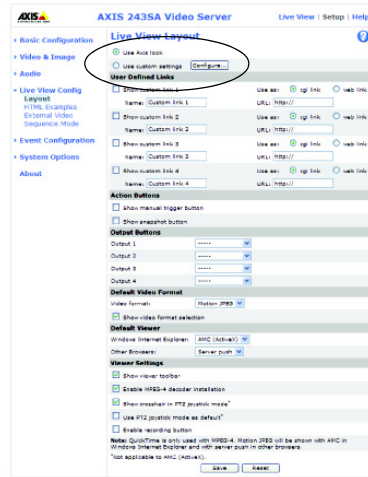 AXIS
AXIS 243SA Video Server
Live View | Setup | Help
Basic Configuration
Video & Image
Audio
Live View Config
Layout
HTML Examples
External Video
Sequence Mode
Event Configuration
System Options
About
Live View Layout
Use Axis look
Use custom settings Configure...
User Defined Links
Show custom link 1 Use as: cgi link web link
Name: Custom link 1 URL: http://
Show custom link 2 Use as: cgi link web link
Name: Custom link 2 URL: http://
Show custom link 3 Use as: cgi link web link
Name: Custom link 3 URL: http://
Show custom link 4 Use as: cgi link web link
Name: Custom link 4 URL: http://
Action Buttons
Show manual trigger button
Show snapshot button
Output Buttons
Output 1 -----
Output 2 -----
Output 3 -----
Output 4 -----
Default Video Format
Video format: Motion JPEG
Show video format selection
Default Viewer
Windows Internet Explorer: AMC (ActiveX)
Other Browsers: Server push
Viewer Settings
Show viewer toolbar
Enable MPEG-4 decoder installation
Show crosshair in PTZ joystick mode*
Use PTZ joystick mode as default*
Enable recording button
Note: QuickTime is only used with MPEG-4. Motion JPEG will be shown with AMC in
Windows Internet Explorer and with server push in other browsers.
*Not applicable to AMC (ActiveX).
Save Reset